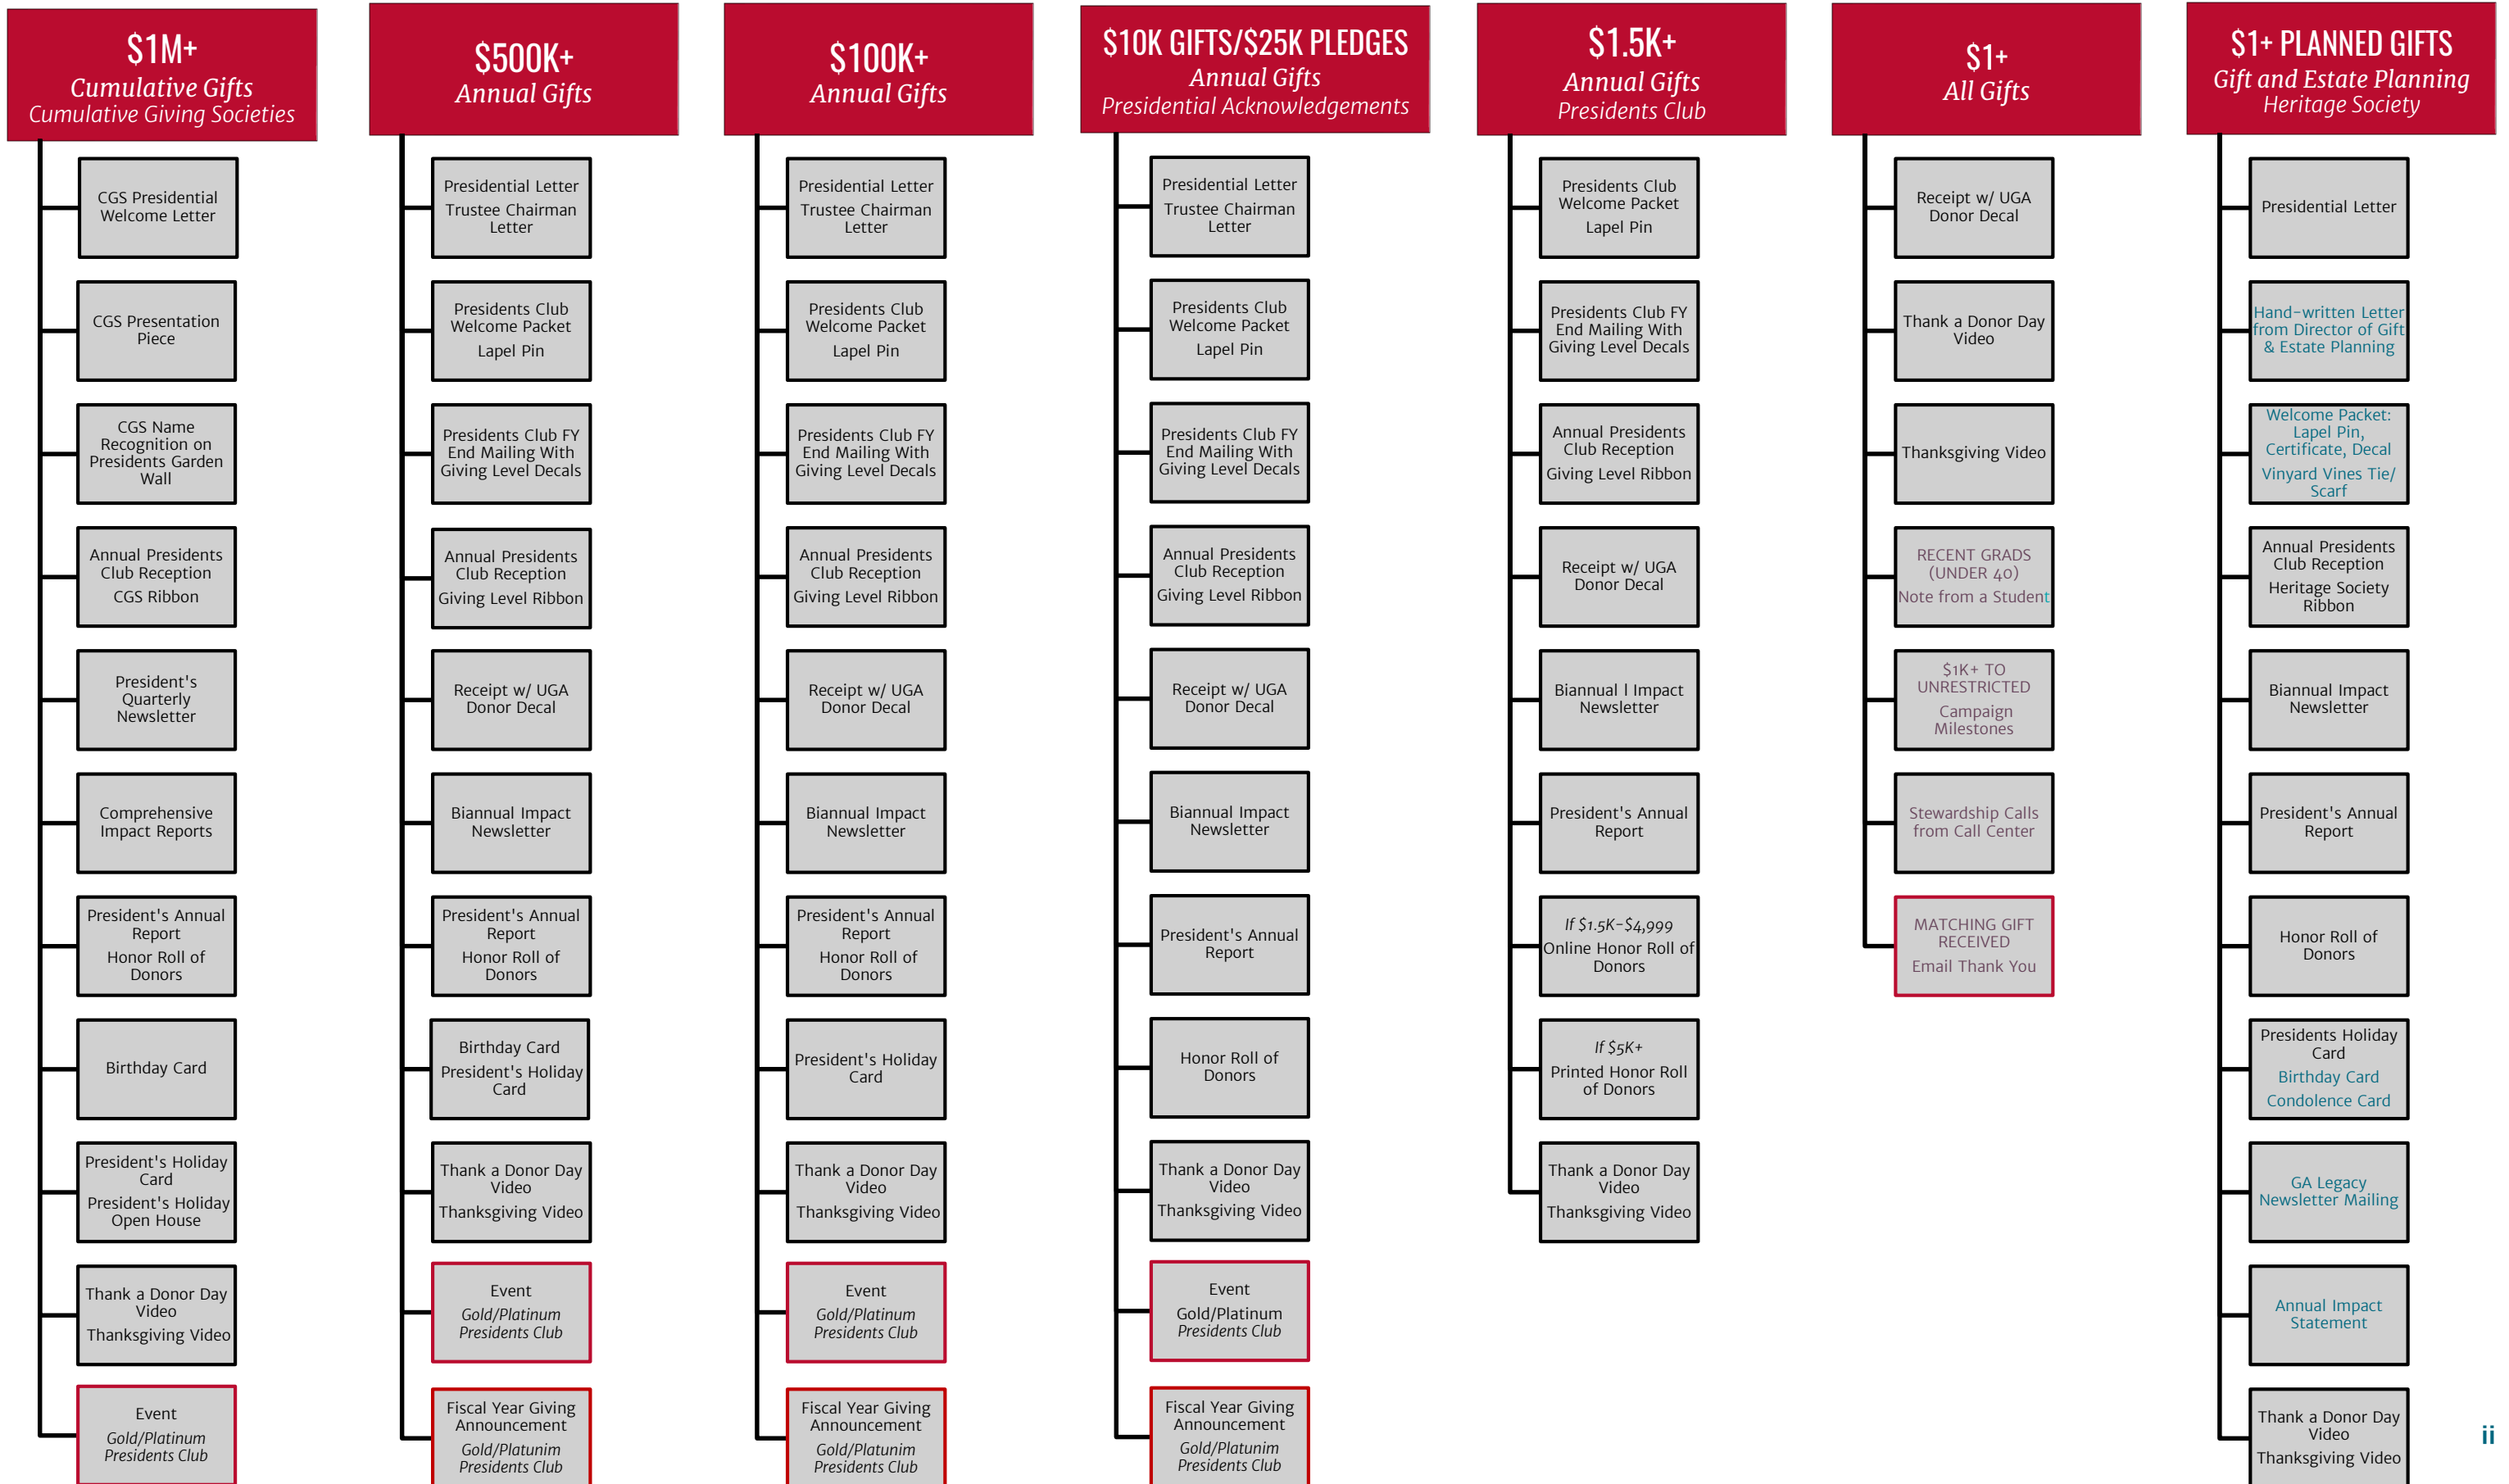 $1M+
Cumulative Gifts
Cumulative Giving Societies
CGS Presidential
Welcome Letter
CGS Presentation
Piece
CGS Name
Recognition on
Presidents Garden
Wall
Annual Presidents
Club Reception
CGS Ribbon
President's
Quarterly
Newsletter
Comprehensive
Impact Reports
President's Annual
Report
Honor Roll of
Donors
Birthday Card
President's Holiday
Card
President's Holiday
Open House
Thank a Donor Day
Video
Thanksgiving Video
Event
Gold/Platinum
Presidents Club
$500K+
Annual Gifts
Presidential Letter
Trustee Chairman
Letter
Presidents Club
Welcome Packet
Lapel Pin
Presidents Club FY
End Mailing With
Giving Level Decals
Annual Presidents
Club Reception
Giving Level Ribbon
Receipt w/ UGA
Donor Decal
Biannual Impact
Newsletter
President's Annual
Report
Honor Roll of
Donors
Birthday Card
President's Holiday
Card
Thank a Donor Day
Video
Thanksgiving Video
Event
Gold/Platinum
Presidents Club
Fiscal Year Giving
Announcement
Gold/Platunim
Presidents Club
$100K+
Annual Gifts
Presidential Letter
Trustee Chairman
Letter
Presidents Club
Welcome Packet
Lapel Pin
Presidents Club FY
End Mailing With
Giving Level Decals
Annual Presidents
Club Reception
Giving Level Ribbon
Receipt w/ UGA
Donor Decal
Biannual Impact
Newsletter
President's Annual
Report
Honor Roll of
Donors
President's Holiday
Card
Thank a Donor Day
Video
Thanksgiving Video
Event
Gold/Platinum
Presidents Club
Fiscal Year Giving
Announcement
Gold/Platunim
Presidents Club
$10K GIFTS/$25K PLEDGES
Annual Gifts
Presidential Acknowledgements
Presidential Letter
Trustee Chairman
Letter
Presidents Club
Welcome Packet
Lapel Pin
Presidents Club FY
End Mailing With
Giving Level Decals
Annual Presidents
Club Reception
Giving Level Ribbon
Receipt w/ UGA
Donor Decal
Biannual Impact
Newsletter
President's Annual
Report
Honor Roll of
Donors
Thank a Donor Day
Video
Thanksgiving Video
Event
Gold/Platinum
Presidents Club
Fiscal Year Giving
Announcement
Gold/Platunim
Presidents Club
$1.5K+
Annual Gifts
Presidents Club
Presidents Club
Welcome Packet
Lapel Pin
Presidents Club FY
End Mailing With
Giving Level Decals
Annual Presidents
Club Reception
Giving Level Ribbon
Receipt w/ UGA
Donor Decal
Biannual l Impact
Newsletter
President's Annual
Report
If $1.5K-$4,999
Online Honor Roll of
Donors
If $5K+
Printed Honor Roll
of Donors
Thank a Donor Day
Video
Thanksgiving Video
$1+
All Gifts
Receipt w/ UGA
Donor Decal
Thank a Donor Day
Video
Thanksgiving Video
RECENT GRADS
(UNDER 40)
Note from a Student
$1K+ TO
UNRESTRICTED
Campaign
Milestones
Stewardship Calls
from Call Center
MATCHING GIFT
RECEIVED
Email Thank You
$1+ PLANNED GIFTS
Gift and Estate Planning
Heritage Society
Presidential Letter
Hand-written Letter
from Director of Gift
& Estate Planning
Welcome Packet:
Lapel Pin,
Certificate, Decal
Vinyard Vines Tie/
Scarf
Annual Presidents
Club Reception
Heritage Society
Ribbon
Biannual Impact
Newsletter
President's Annual
Report
Honor Roll of
Donors
Presidents Holiday
Card
Birthday Card
Condolence Card
GA Legacy
Newsletter Mailing
Annual Impact
Statement
Thank a Donor Day
Video
Thanksgiving Video
ii